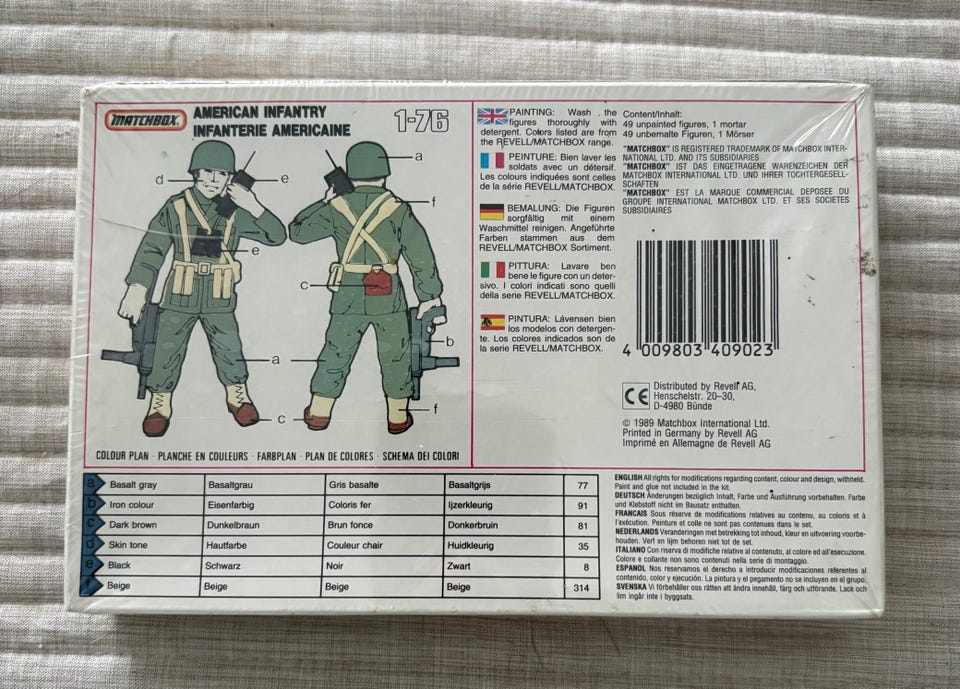 MATCHBOX
AMERICAN INFANTRY
INFANTERIE AMERICAINE
1-76
a
d
e
f
e
c
b
a
c
f
COLOUR PLAN · PLANCHE EN COULEURS · FARBPLAN · PLAN DE COLORES · SCHEMA DEI COLORI
PAINTING: Wash the
figures thoroughly with
detergent. Colors listed are from
the REVELL/MATCHBOX range.
PEINTURE: Bien laver les
soldats avec un détersif.
Les colours indiquées sont celles
de la série REVELL/MATCHBOX.
BEMALUNG: Die Figuren
sorgfältig mit einem
Waschmittel reinigen. Angeführte
Farben stammen aus dem
REVELL/MATCHBOX Sortiment.
PITTURA: Lavare ben
bene le figure con un deter-
sivo. I colori indicati sono quelli
della serie REVELL/MATCHBOX.
PINTURA: Lávensen bien
los modelos con detergen-
te. Los colores indicados son de
la serie REVELL/MATCHBOX.
Content/Inhalt:
49 unpainted figures, 1 mortar
49 unbemalte Figuren, 1 Mörser
"MATCHBOX" IS REGISTERED TRADEMARK OF MATCHBOX INTER-
NATIONAL LTD. AND ITS SUBSIDIARIES
"MATCHBOX" IST DAS EINGETRAGENE WARENZEICHEN DER
MATCHBOX INTERNATIONAL LTD. UND IHRER TOCHTERGESELL-
SCHAFTEN
"MATCHBOX" EST LA MARQUE COMMERCIAL DEPOSEE DU
GROUPE INTERNATIONAL MATCHBOX LTD. ET SES SOCIETES
SUBSIDIAIRES
4 009803 409023
CE
Distributed by Revell AG,
Henschelstr. 20–30,
D-4980 Bünde
© 1989 Matchbox International Ltd.
Printed in Germany by Revell AG
Imprimé en Allemagne de Revell AG
a Basalt gray Basaltgrau Gris basalte Basaltgrijs 77
b Iron colour Eisenfarbig Coloris fer Ijzerkleurig 91
c Dark brown Dunkelbraun Brun fonce Donkerbruin 81
d Skin tone Hautfarbe Couleur chair Huidkleurig 35
e Black Schwarz Noir Zwart 8
f Beige Beige Beige Beige 314
ENGLISH All rights for modifications regarding content, colour and design, withheld.
Paint and glue not included in the kit.
DEUTSCH Änderungen bezüglich Inhalt, Farbe und Ausführung vorbehalten. Farbe
und Klebstoff nicht im Bausatz enthalten.
FRANCAIS Sous réserve de modifications relatives au contenu, au coloris et à
l'exécution. Peinture et colle ne sont pas contenues dans le set.
NEDERLANDS Veranderingen met betrekking tot inhoud, kleur en uitvoering voorbe-
houden. Verf en lijm behoren niet tot de set.
ITALIANO Con riserva di modifiche relative al contenuto, al colore ed all'esecuzione.
Colore e collante non sono contenuti nella serie di montaggio.
ESPANOL Nos reservamos el derecho a introducir modificaciones referentes al
contenido, color y ejecución. La pintura y el pegamento no se incluyen en el grupo.
SVENSKA Vi förbehåller oss rätten att ändra innehåll, färg och utförande. Lack och
lim ingår inte i byggsats.